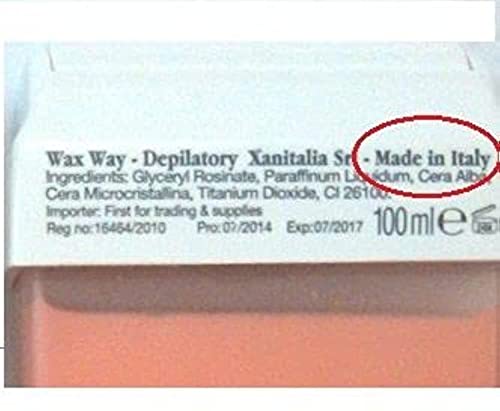 Wax Way - Depilatory Xanitalia Srl - Made in Italy
Ingredients: Glyceryl Rosinate, Paraffinum Liquidum, Cera Alba,
Cera Microcristallina, Titanium Dioxide, CI 26100.
Importer: First for trading & supplies
Reg no:16464/2010 Pro:07/2014 Exp:07/2017 100ml e